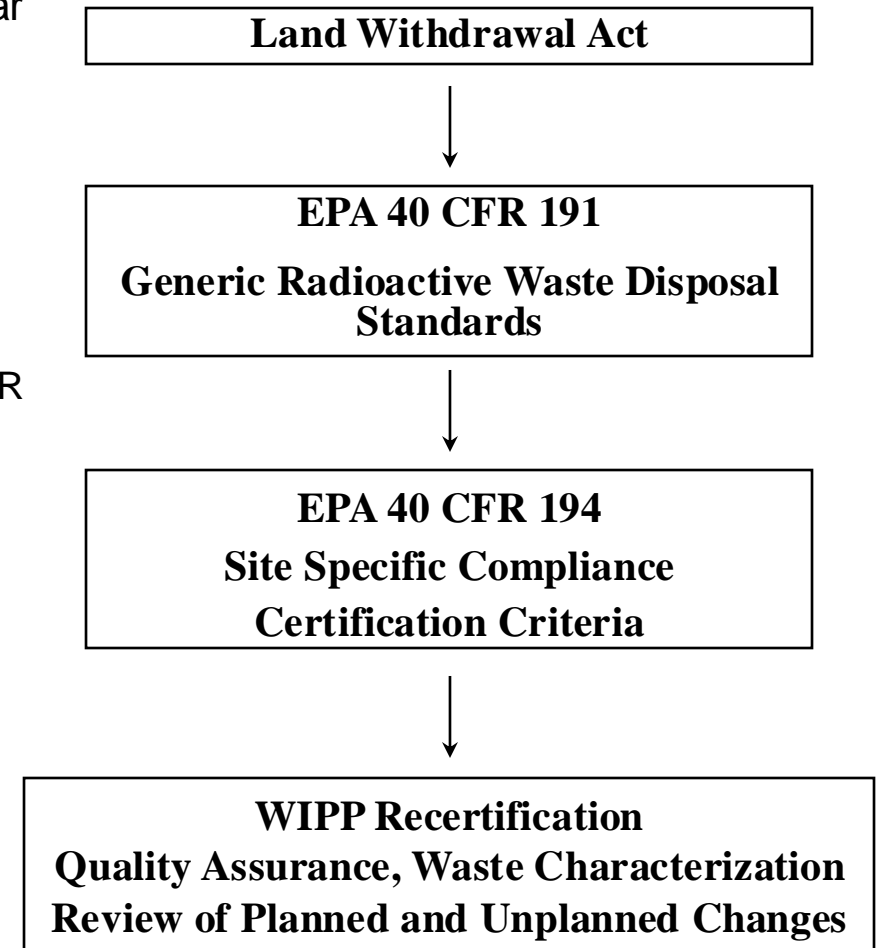 ar
Land Withdrawal Act
EPA 40 CFR 191
Generic Radioactive Waste Disposal
Standards
R
EPA 40 CFR 194
Site Specific Compliance
Certification Criteria
WIPP Recertification
Quality Assurance, Waste Characterization
Review of Planned and Unplanned Changes